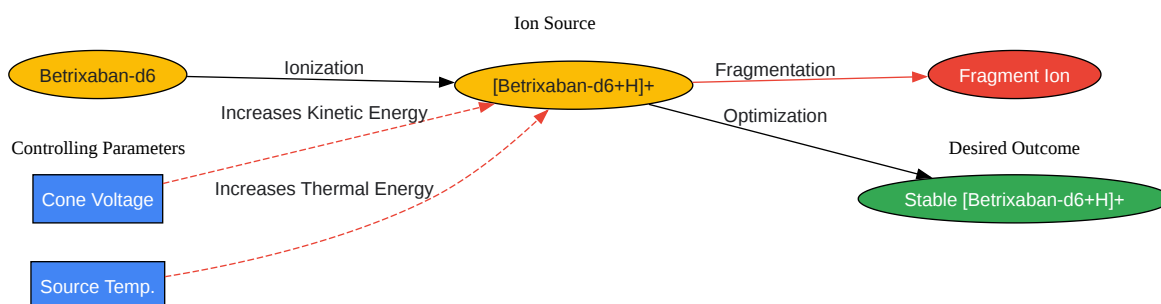 Ion Source
Betrixaban-d6
Ionization
[Betrixaban-d6+H]+
Fragmentation
Fragment Ion
Increases Kinetic Energy
Optimization
Controlling Parameters
Desired Outcome
Cone Voltage
Increases Thermal Energy
Stable [Betrixaban-d6+H]+
Source Temp.